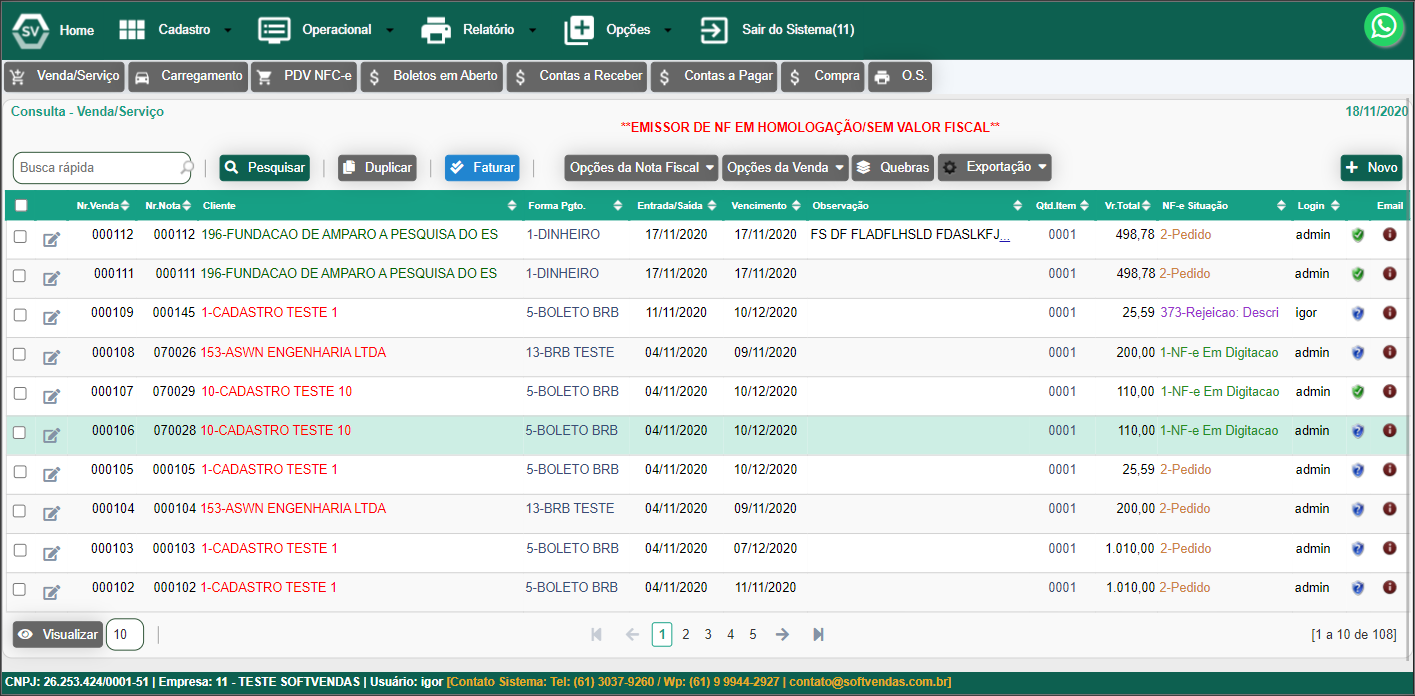 SV Home Cadastro Operacional Relatório Opções Sair do Sistema(11)
Venda/Serviço Carregamento PDV NFC-e Boletos em Aberto Contas a Receber Contas a Pagar Compra O.S.
Consulta - Venda/Serviço 18/11/2020
**EMISSOR DE NF EM HOMOLOGAÇÃO/SEM VALOR FISCAL**
Busca rápida Pesquisar Duplicar Faturar Opções da Nota Fiscal Opções da Venda Quebras Exportação Novo
Nr.Venda Nr.Nota Cliente Forma Pgto. Entrada/Saída Vencimento Observação Qtd.Item Vr.Total NF-e Situação Login Email
000112 000112 196-FUNDACAO DE AMPARO A PESQUISA DO ES 1-DINHEIRO 17/11/2020 17/11/2020 FS DF FLADFLHSLD FDASLKFJ... 0001 498,78 2-Pedido admin
000111 000111 196-FUNDACAO DE AMPARO A PESQUISA DO ES 1-DINHEIRO 17/11/2020 17/11/2020 0001 498,78 2-Pedido admin
000109 000145 1-CADASTRO TESTE 1 5-BOLETO BRB 11/11/2020 10/12/2020 0001 25,59 373-Rejeicao: Descri igor
000108 070026 153-ASWN ENGENHARIA LTDA 13-BRB TESTE 04/11/2020 09/11/2020 0001 200,00 1-NF-e Em Digitacao admin
000107 070029 10-CADASTRO TESTE 10 5-BOLETO BRB 04/11/2020 10/12/2020 0001 110,00 1-NF-e Em Digitacao admin
000106 070028 10-CADASTRO TESTE 10 5-BOLETO BRB 04/11/2020 10/12/2020 0001 110,00 1-NF-e Em Digitacao admin
000105 000105 1-CADASTRO TESTE 1 5-BOLETO BRB 04/11/2020 10/12/2020 0001 25,59 2-Pedido admin
000104 000104 153-ASWN ENGENHARIA LTDA 13-BRB TESTE 04/11/2020 09/11/2020 0001 200,00 2-Pedido admin
000103 000103 1-CADASTRO TESTE 1 5-BOLETO BRB 04/11/2020 07/12/2020 0001 1.010,00 2-Pedido admin
000102 000102 1-CADASTRO TESTE 1 5-BOLETO BRB 04/11/2020 11/11/2020 0001 1.010,00 2-Pedido admin
Visualizar 10 1 2 3 4 5 [1 a 10 de 108]
CNPJ: 26.253.424/0001-51 | Empresa: 11 - TESTE SOFTVENDAS | Usuário: igor [Contato Sistema: Tel: (61) 3037-9260 / Wp: (61) 9 9944-2927 | contato@softvendas.com.br]